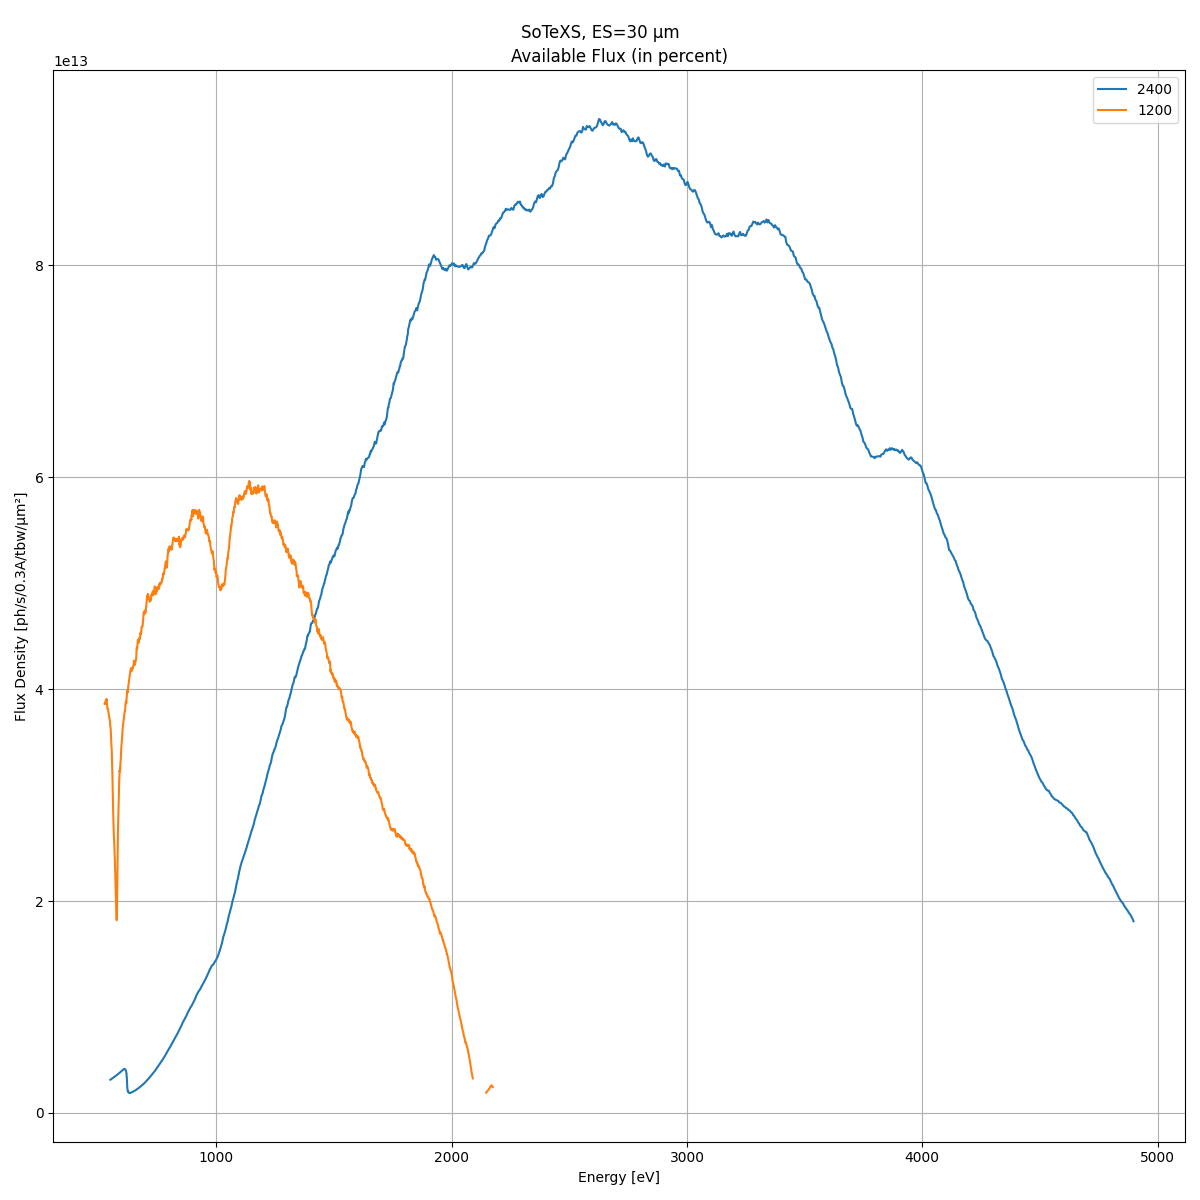 SoTeXS, ES=30 μm
Available Flux (in percent)
1e13
2400
1200
8
6
4
2
0
Flux Density [ph/s/0.3A/tbw/μm²]
1000
2000
3000
4000
5000
Energy [eV]